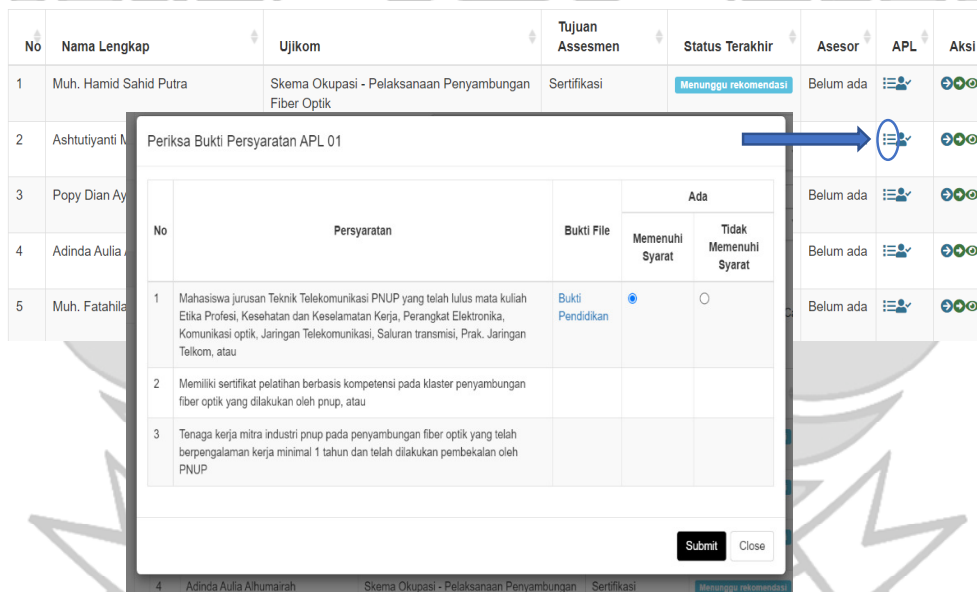 No Nama Lengkap Ujikom Tujuan Assesmen Status Terakhir Asesor APL Aksi
1 Muh. Hamid Sahid Putra Skema Okupasi - Pelaksanaan Penyambungan Fiber Optik Sertifikasi Menunggu rekomendasi Belum ada
2 Ashtutiyanti
3 Popy Dian Ay Belum ada
4 Adinda Aulia Belum ada
5 Muh. Fatahila Belum ada
Periksa Bukti Persyaratan APL 01
No Persyaratan Bukti File Ada
Memenuhi Syarat Tidak Memenuhi Syarat
1 Mahasiswa jurusan Teknik Telekomunikasi PNUP yang telah lulus mata kuliah
Etika Profesi, Kesehatan dan Keselamatan Kerja, Perangkat Elektronika,
Komunikasi optik, Jaringan Telekomunikasi, Saluran transmisi, Prak. Jaringan
Telkom, atau
Bukti
Pendidikan
2 Memiliki sertifikat pelatihan berbasis kompetensi pada klaster penyambungan
fiber optik yang dilakukan oleh pnup, atau
3 Tenaga kerja mitra industri pnup pada penyambungan fiber optik yang telah
berpengalaman kerja minimal 1 tahun dan telah dilakukan pembekalan oleh
PNUP
Submit Close
4 Adinda Aulia Alhumairah Skema Okupasi - Pelaksanaan Penyambungan Sertifikasi Menunggu rekomendasi